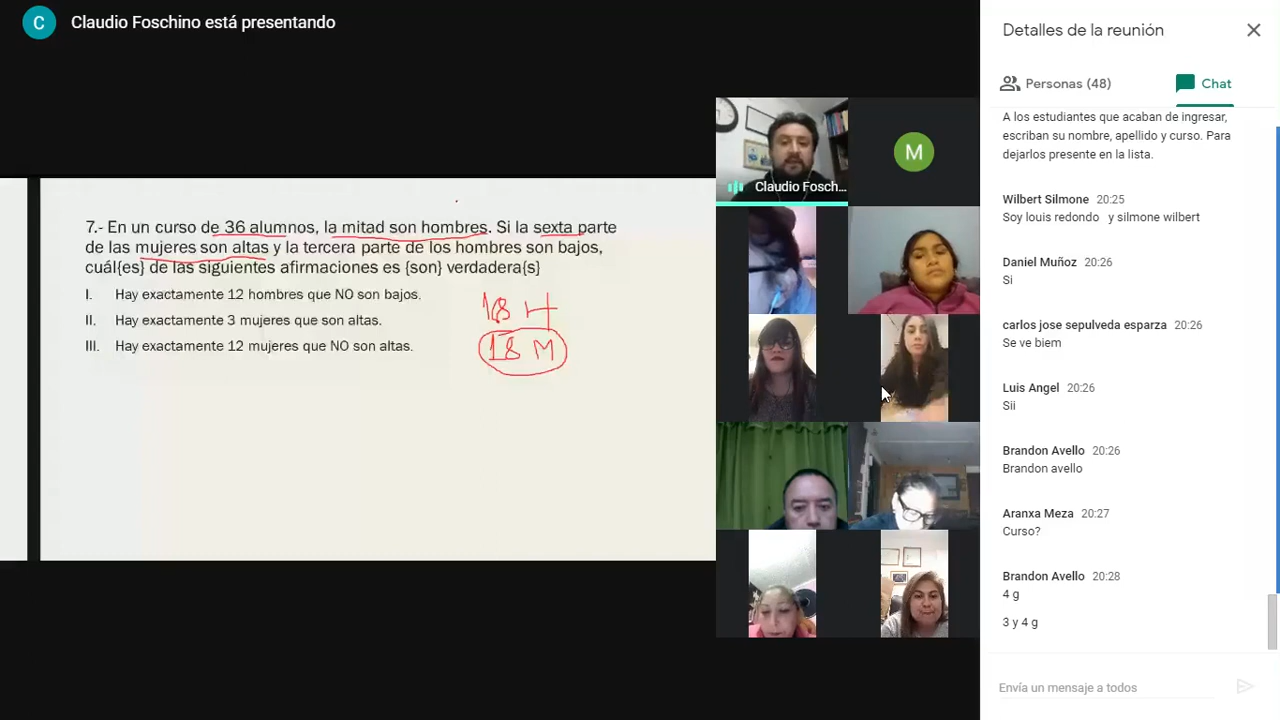 C
Claudio Foschino está presentando
7.- En un curso de 36 alumnos, la mitad son hombres. Si la sexta parte
de las mujeres son altas y la tercera parte de los hombres son bajos,
cuál{es} de las siguientes afirmaciones es {son} verdadera{s}
I. Hay exactamente 12 hombres que NO son bajos.
II. Hay exactamente 3 mujeres que son altas.
III. Hay exactamente 12 mujeres que NO son altas.
18 H
18 M
Claudio Fosch...
M
Detalles de la reunión
Personas (48)
Chat
A los estudiantes que acaban de ingresar,
escriban su nombre, apellido y curso. Para
dejarlos presente en la lista.
Wilbert Silmone 20:25
Soy louis redondo y silmone wilbert
Daniel Muñoz 20:26
Si
carlos jose sepulveda esparza 20:26
Se ve biem
Luis Angel 20:26
Sii
Brandon Avello 20:26
Brandon avello
Aranxa Meza 20:27
Curso?
Brandon Avello 20:28
4 g
3 y 4 g
Envía un mensaje a todos